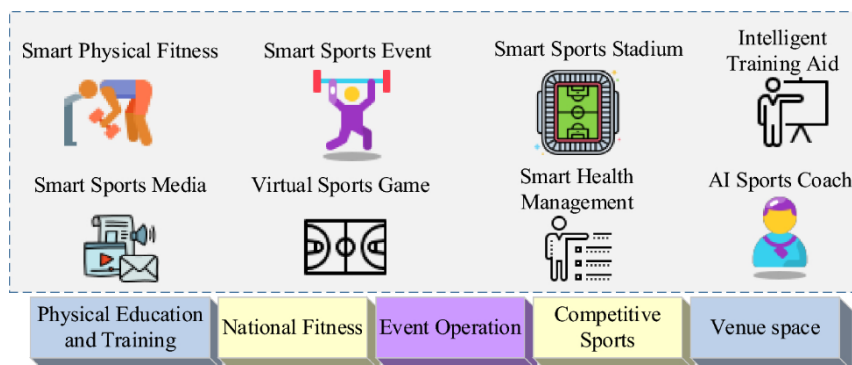 Smart Physical Fitness
Smart Sports Event
Smart Sports Stadium
Intelligent
Training Aid
Smart Sports Media
Virtual Sports Game
Smart Health
Management
AI Sports Coach
Physical Education
and Training
National Fitness
Event Operation
Competitive
Sports
Venue space